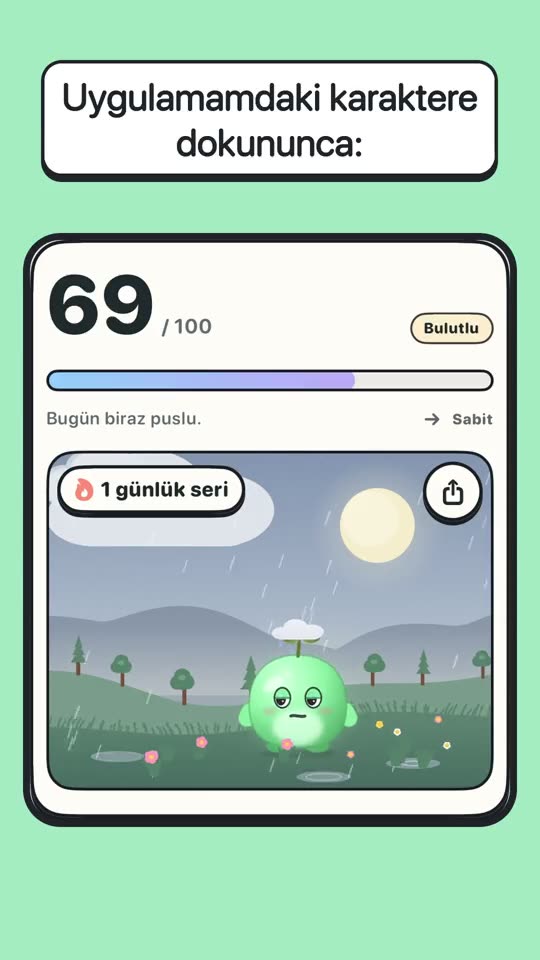 Uygulamamdaki karaktere
dokununca:
69 / 100
Bulutlu
Bugün biraz puslu.
→ Sabit
1 günlük seri